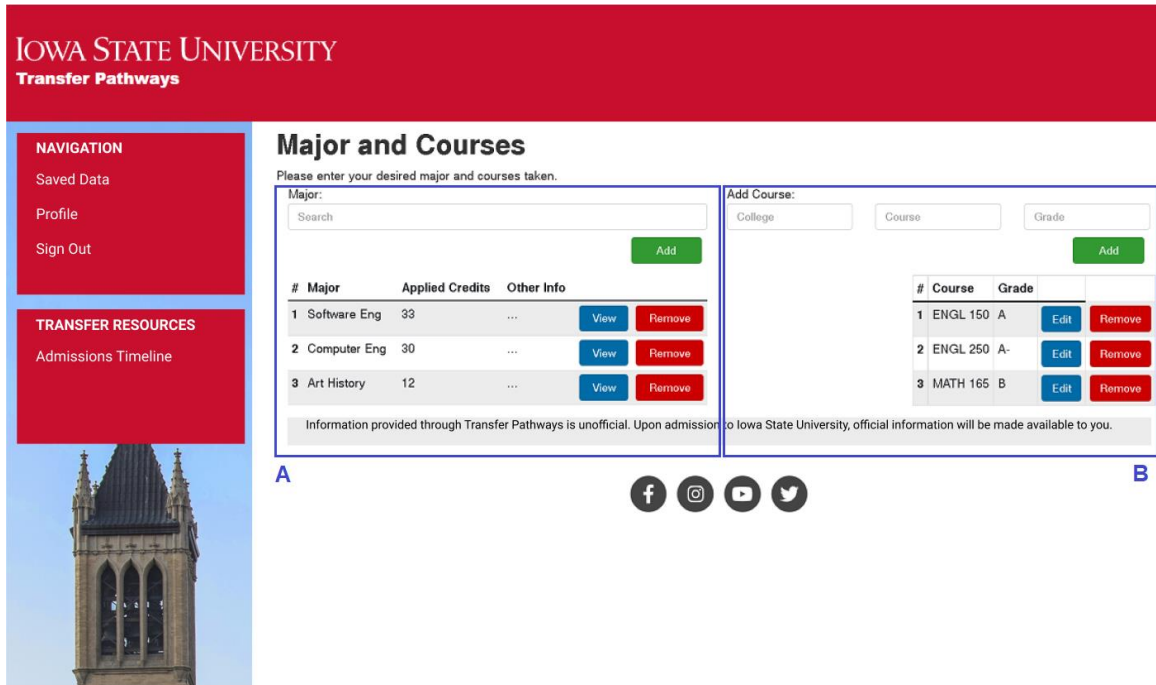 IOWA STATE UNIVERSITY
Transfer Pathways
NAVIGATION
Saved Data
Profile
Sign Out
TRANSFER RESOURCES
Admissions Timeline
Major and Courses
Please enter your desired major and courses taken.
Major:
Search
Add
# Major Applied Credits Other Info
1 Software Eng 33 ... View Remove
2 Computer Eng 30 ... View Remove
3 Art History 12 ... View Remove
Add Course:
College Course Grade
Add
# Course Grade
1 ENGL 150 A Edit Remove
2 ENGL 250 A- Edit Remove
3 MATH 165 B Edit Remove
Information provided through Transfer Pathways is unofficial. Upon admission to Iowa State University, official information will be made available to you.
A
B